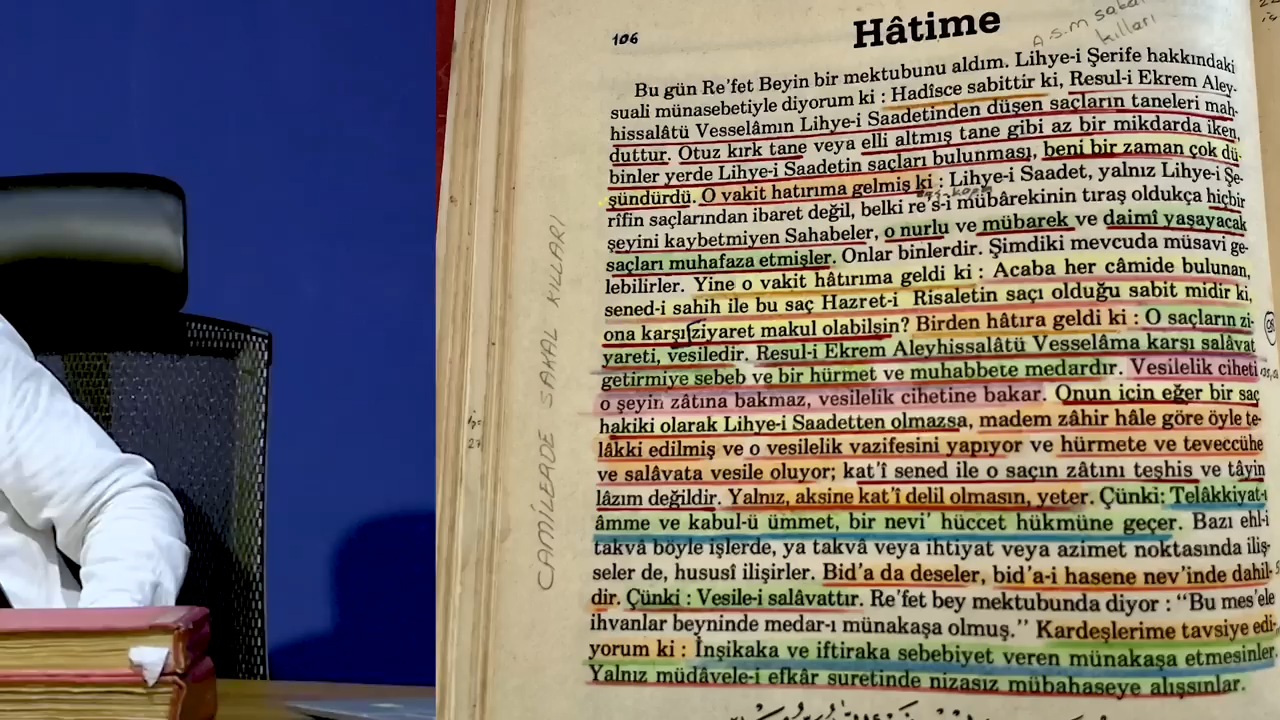 106
Hâtime
A.S.M sakal
kılları
Bu gün Re'fet Beyin bir mektubunu aldım. Lihye-i Şerife hakkındaki
suali münasebetiyle diyorum ki : Hadîsce sabittir ki, Resul-i Ekrem Aley-
hissalâtü Vesselâmın Lihye-i Saadetinden düşen saçların taneleri mah-
duttur. Otuz kırk tane veya elli altmış tane gibi az bir mikdarda iken,
binler yerde Lihye-i Saadetin saçları bulunması, beni bir zaman çok dü-
şündürdü. O vakit hatırıma gelmiş ki : Lihye-i Saadet, yalnız Lihye-i Şe-
rîfin saçlarından ibaret değil, belki re's-i mübârekinin tıraş oldukça hiçbir
şeyini kaybetmiyen Sahabeler, o nurlu ve mübarek ve daimî yaşayacak
saçları muhafaza etmişler. Onlar binlerdir. Şimdiki mevcuda müsavi ge-
lebilirler. Yine o vakit hâtırıma geldi ki : Acaba her câmide bulunan,
sened-i sahih ile bu saç Hazret-i Risaletin saçı olduğu sabit midir ki,
ona karşı ziyaret makul olabilsin? Birden hâtıra geldi ki : O saçların zi-
yareti, vesiledir. Resul-i Ekrem Aleyhissalâtü Vesselâma karşı salâvat
getirmiye sebeb ve bir hürmet ve muhabbete medardır. Vesilelik ciheti
o şeyin zâtına bakmaz, vesilelik cihetine bakar. Onun için eğer bir saç
hakiki olarak Lihye-i Saadetten olmazsa, madem zâhir hâle göre öyle te-
lâkki edilmiş ve o vesilelik vazifesini yapıyor ve hürmete ve teveccühe
ve salâvata vesile oluyor; kat'î sened ile o saçın zâtını teşhis ve tâyin
lâzım değildir. Yalnız, aksine kat'î delil olmasın, yeter. Çünki: Telâkkiyat-ı
âmme ve kabul-ü ümmet, bir nevi' hüccet hükmüne geçer. Bazı ehl-i
takvâ böyle işlerde, ya takvâ veya ihtiyat veya azimet noktasında iliş-
seler de, hususî ilişirler. Bid'a da deseler, bid'a-i hasene nev'inde dahil-
dir. Çünki : Vesile-i salâvattır. Re'fet bey mektubunda diyor : "Bu mes'ele
ihvanlar beyninde medar-ı münakaşa olmuş." Kardeşlerime tavsiye edi-
yorum ki : İnşikaka ve iftiraka sebebiyet veren münakaşa etmesinler.
Yalnız müdâvele-i efkâr suretinde nizasız mübahaseye alışsınlar.
CAMİLERDE SAKAL KILLARI